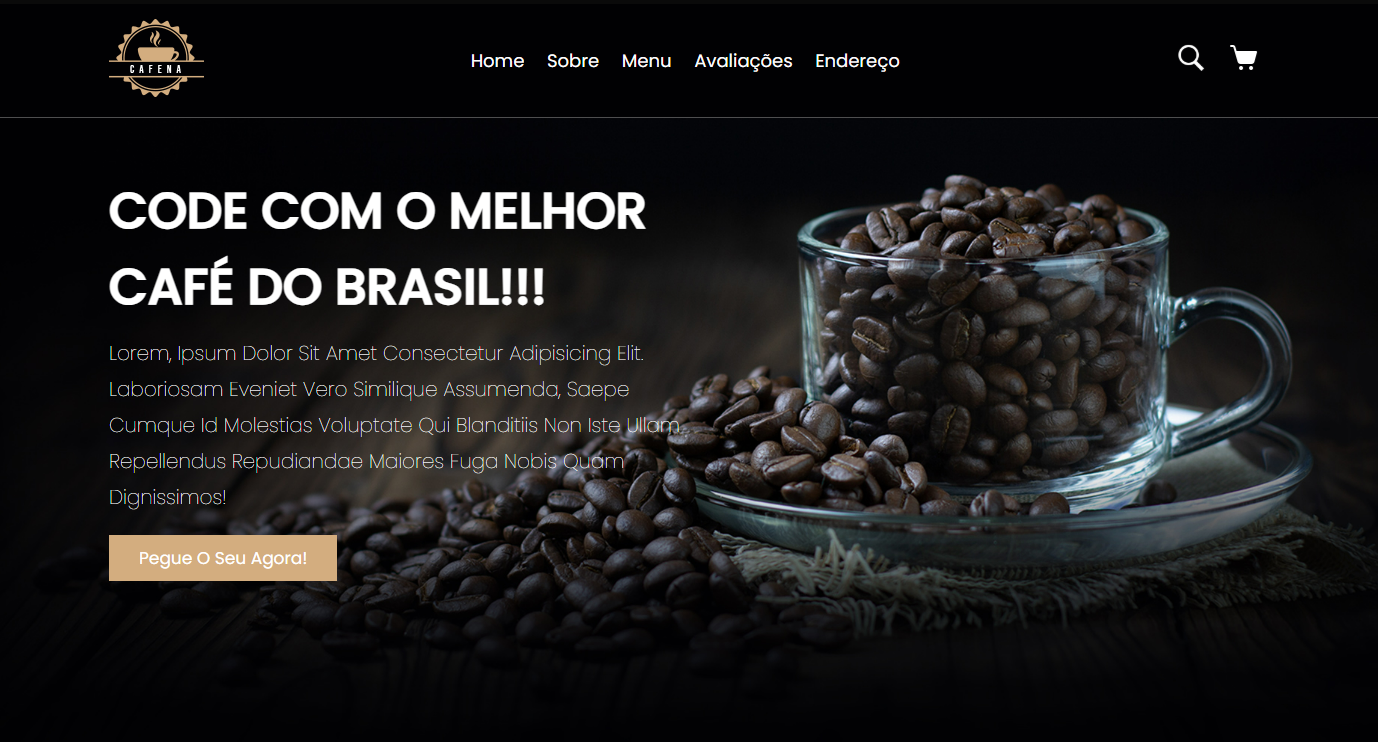 CAFENA
Home Sobre Menu Avaliações Endereço
CODE COM O MELHOR
CAFÉ DO BRASIL!!!
Lorem, Ipsum Dolor Sit Amet Consectetur Adipisicing Elit.
Laboriosam Eveniet Vero Similique Assumenda, Saepe
Cumque Id Molestias Voluptate Qui Blanditiis Non Iste Ullam
Repellendus Repudiandae Maiores Fuga Nobis Quam
Dignissimos!
Pegue O Seu Agora!